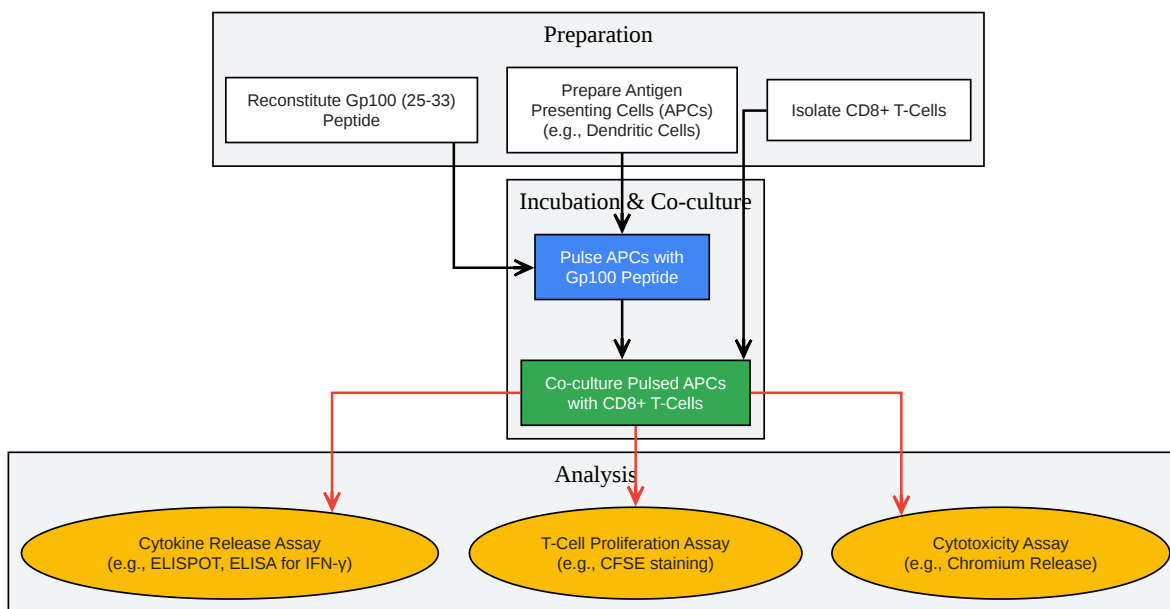 Preparation
Reconstitute Gp100 (25-33)
Peptide
Prepare Antigen
Presenting Cells (APCs)
(e.g., Dendritic Cells)
Isolate CD8+ T-Cells
Incubation & Co-culture
Pulse APCs with
Gp100 Peptide
Co-culture Pulsed APCs
with CD8+ T-Cells
Analysis
Cytokine Release Assay
(e.g., ELISPOT, ELISA for IFN-γ)
T-Cell Proliferation Assay
(e.g., CFSE staining)
Cytotoxicity Assay
(e.g., Chromium Release)